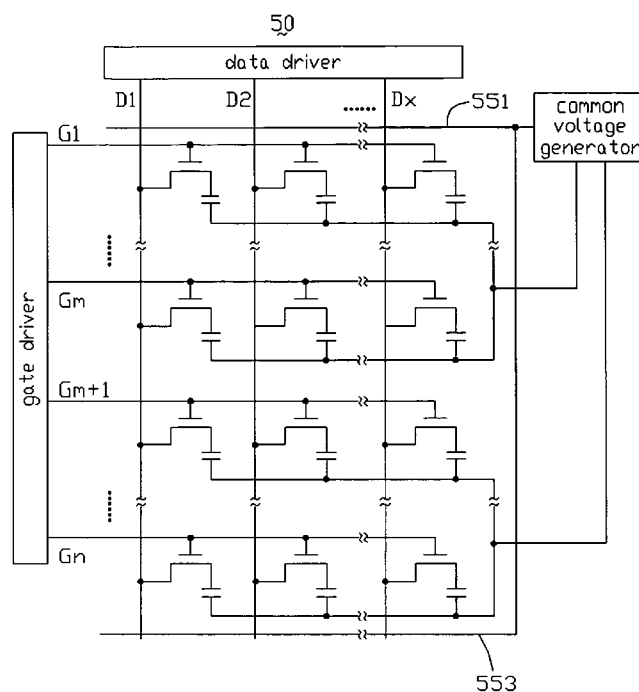 50
data driver
D1 D2 ...... Dx
551
common
voltage
generator
G1
......
Gm
gate driver
Gm+1
......
Gn
553